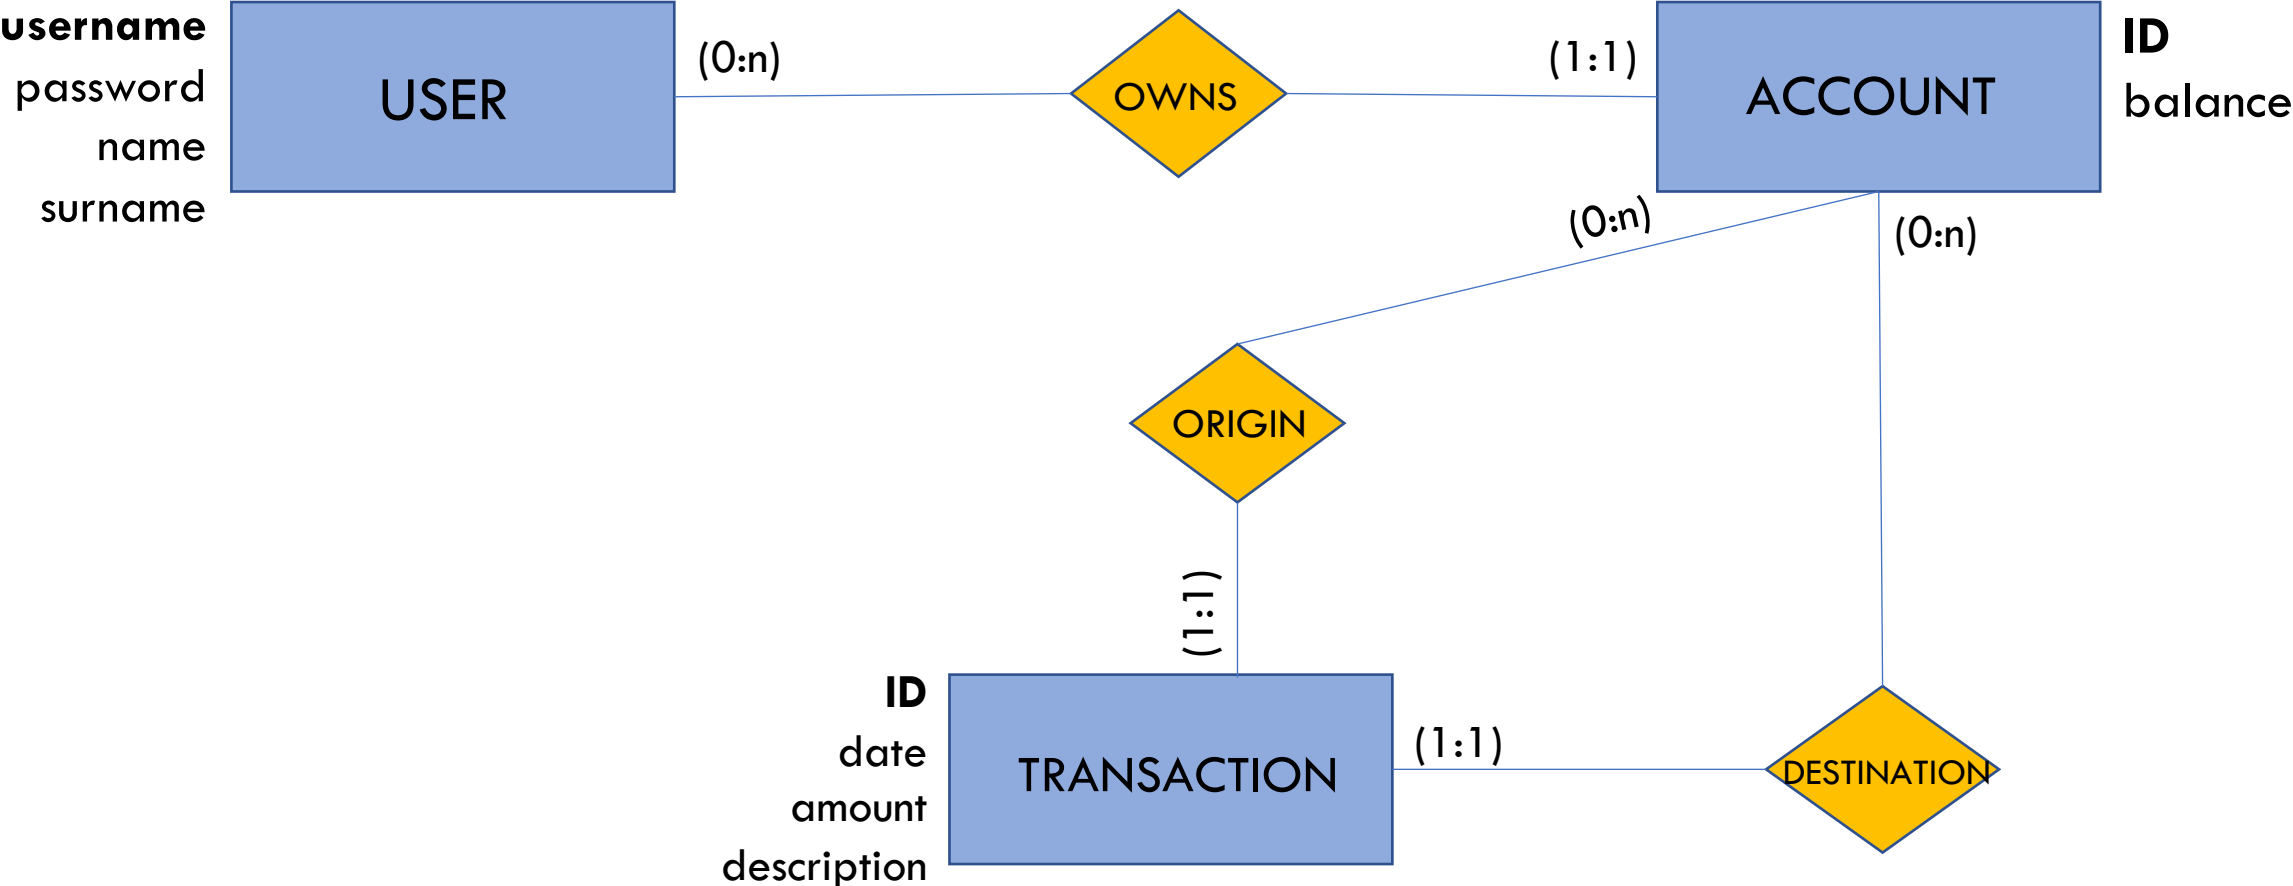 username
password
name
surname
USER
(0:n)
OWNS
(1:1)
ACCOUNT
ID
balance
(0:n)
(0:n)
ORIGIN
(1:1)
ID
date
amount
description
TRANSACTION
(1:1)
DESTINATION